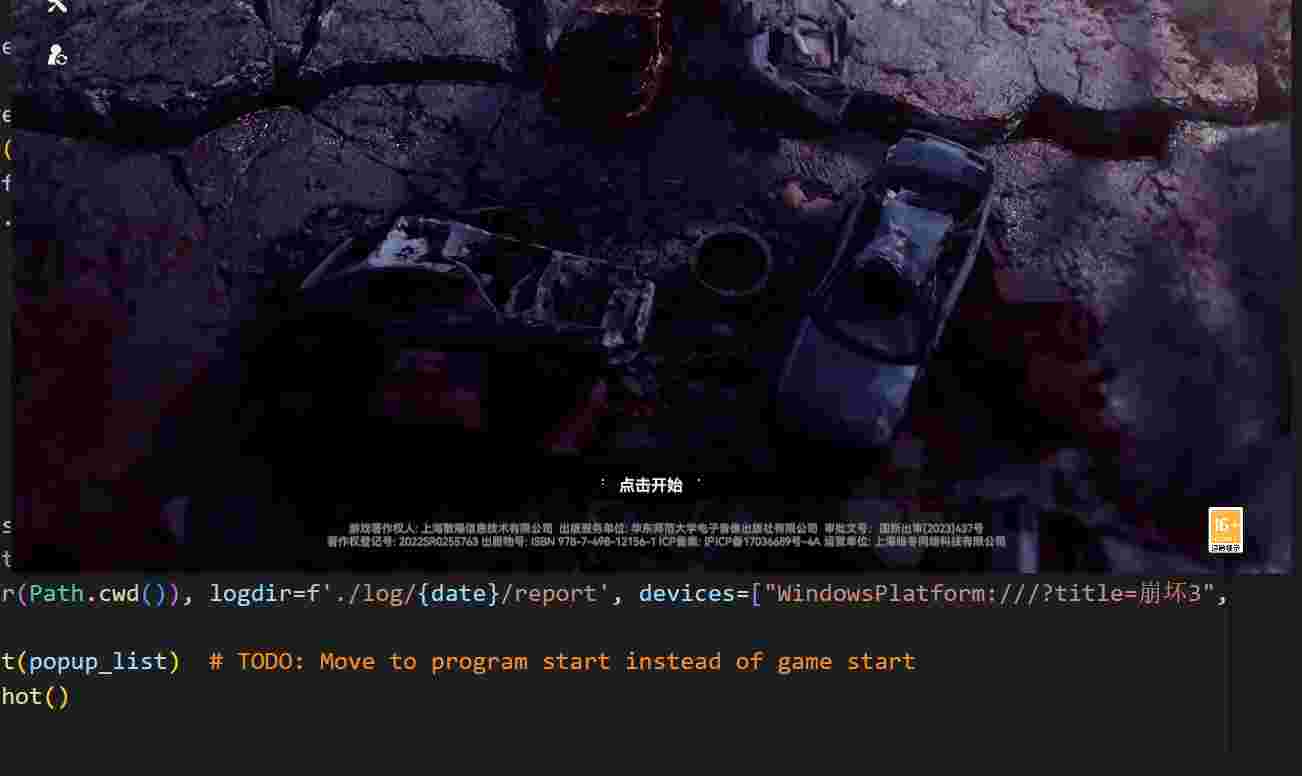 e
e
(
f
.
点击开始
游戏著作权人: 上海散爆信息技术有限公司 出版服务单位: 华东师范大学电子音像出版社有限公司 审批文号: 国新出审[2023]637号
著作权登记号: 2022SR0255763 出版物号: ISBN 978-7-498-12156-1 ICP备案: 沪ICP备17036689号-4A 运营单位: 上海
网络科技有限公司
16+
适龄提示
s
t
r(Path.cwd()), logdir=f'./log/{date}/report', devices=["WindowsPlatform:///?title=崩坏3",
t(popup_list)  # TODO: Move to program start instead of game start
hot()